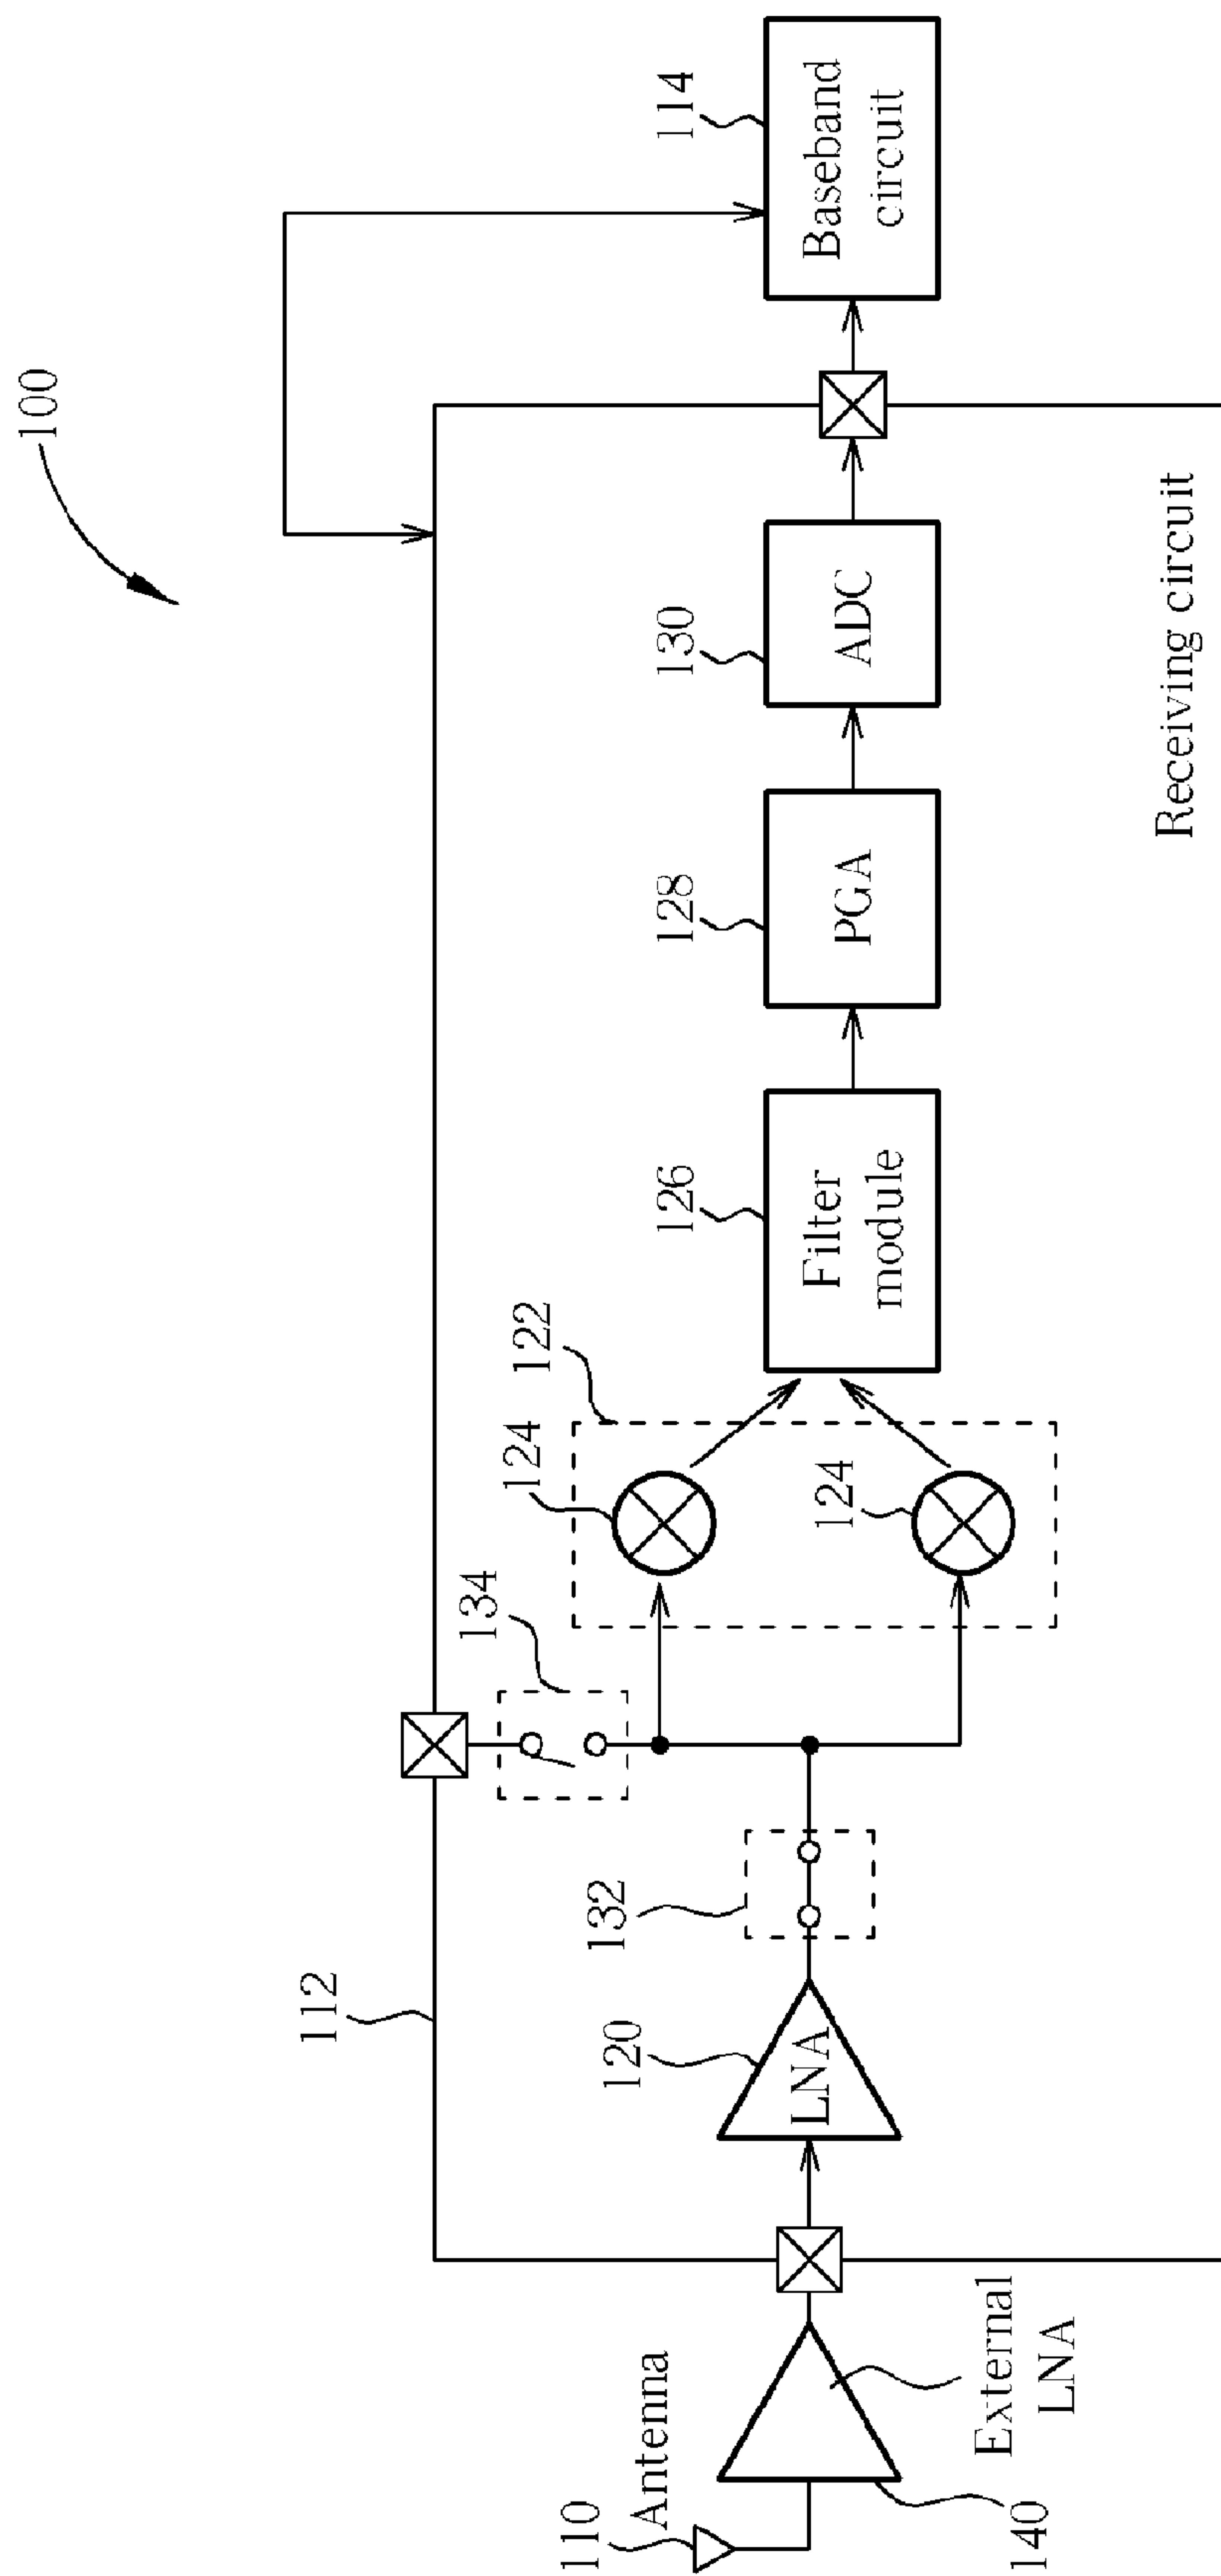 100
112
134
122
124
124
126
Filter
module
128
PGA
130
ADC
114
Baseband
circuit
110
Antenna
140
External
LNA
120
LNA
132
Receiving circuit